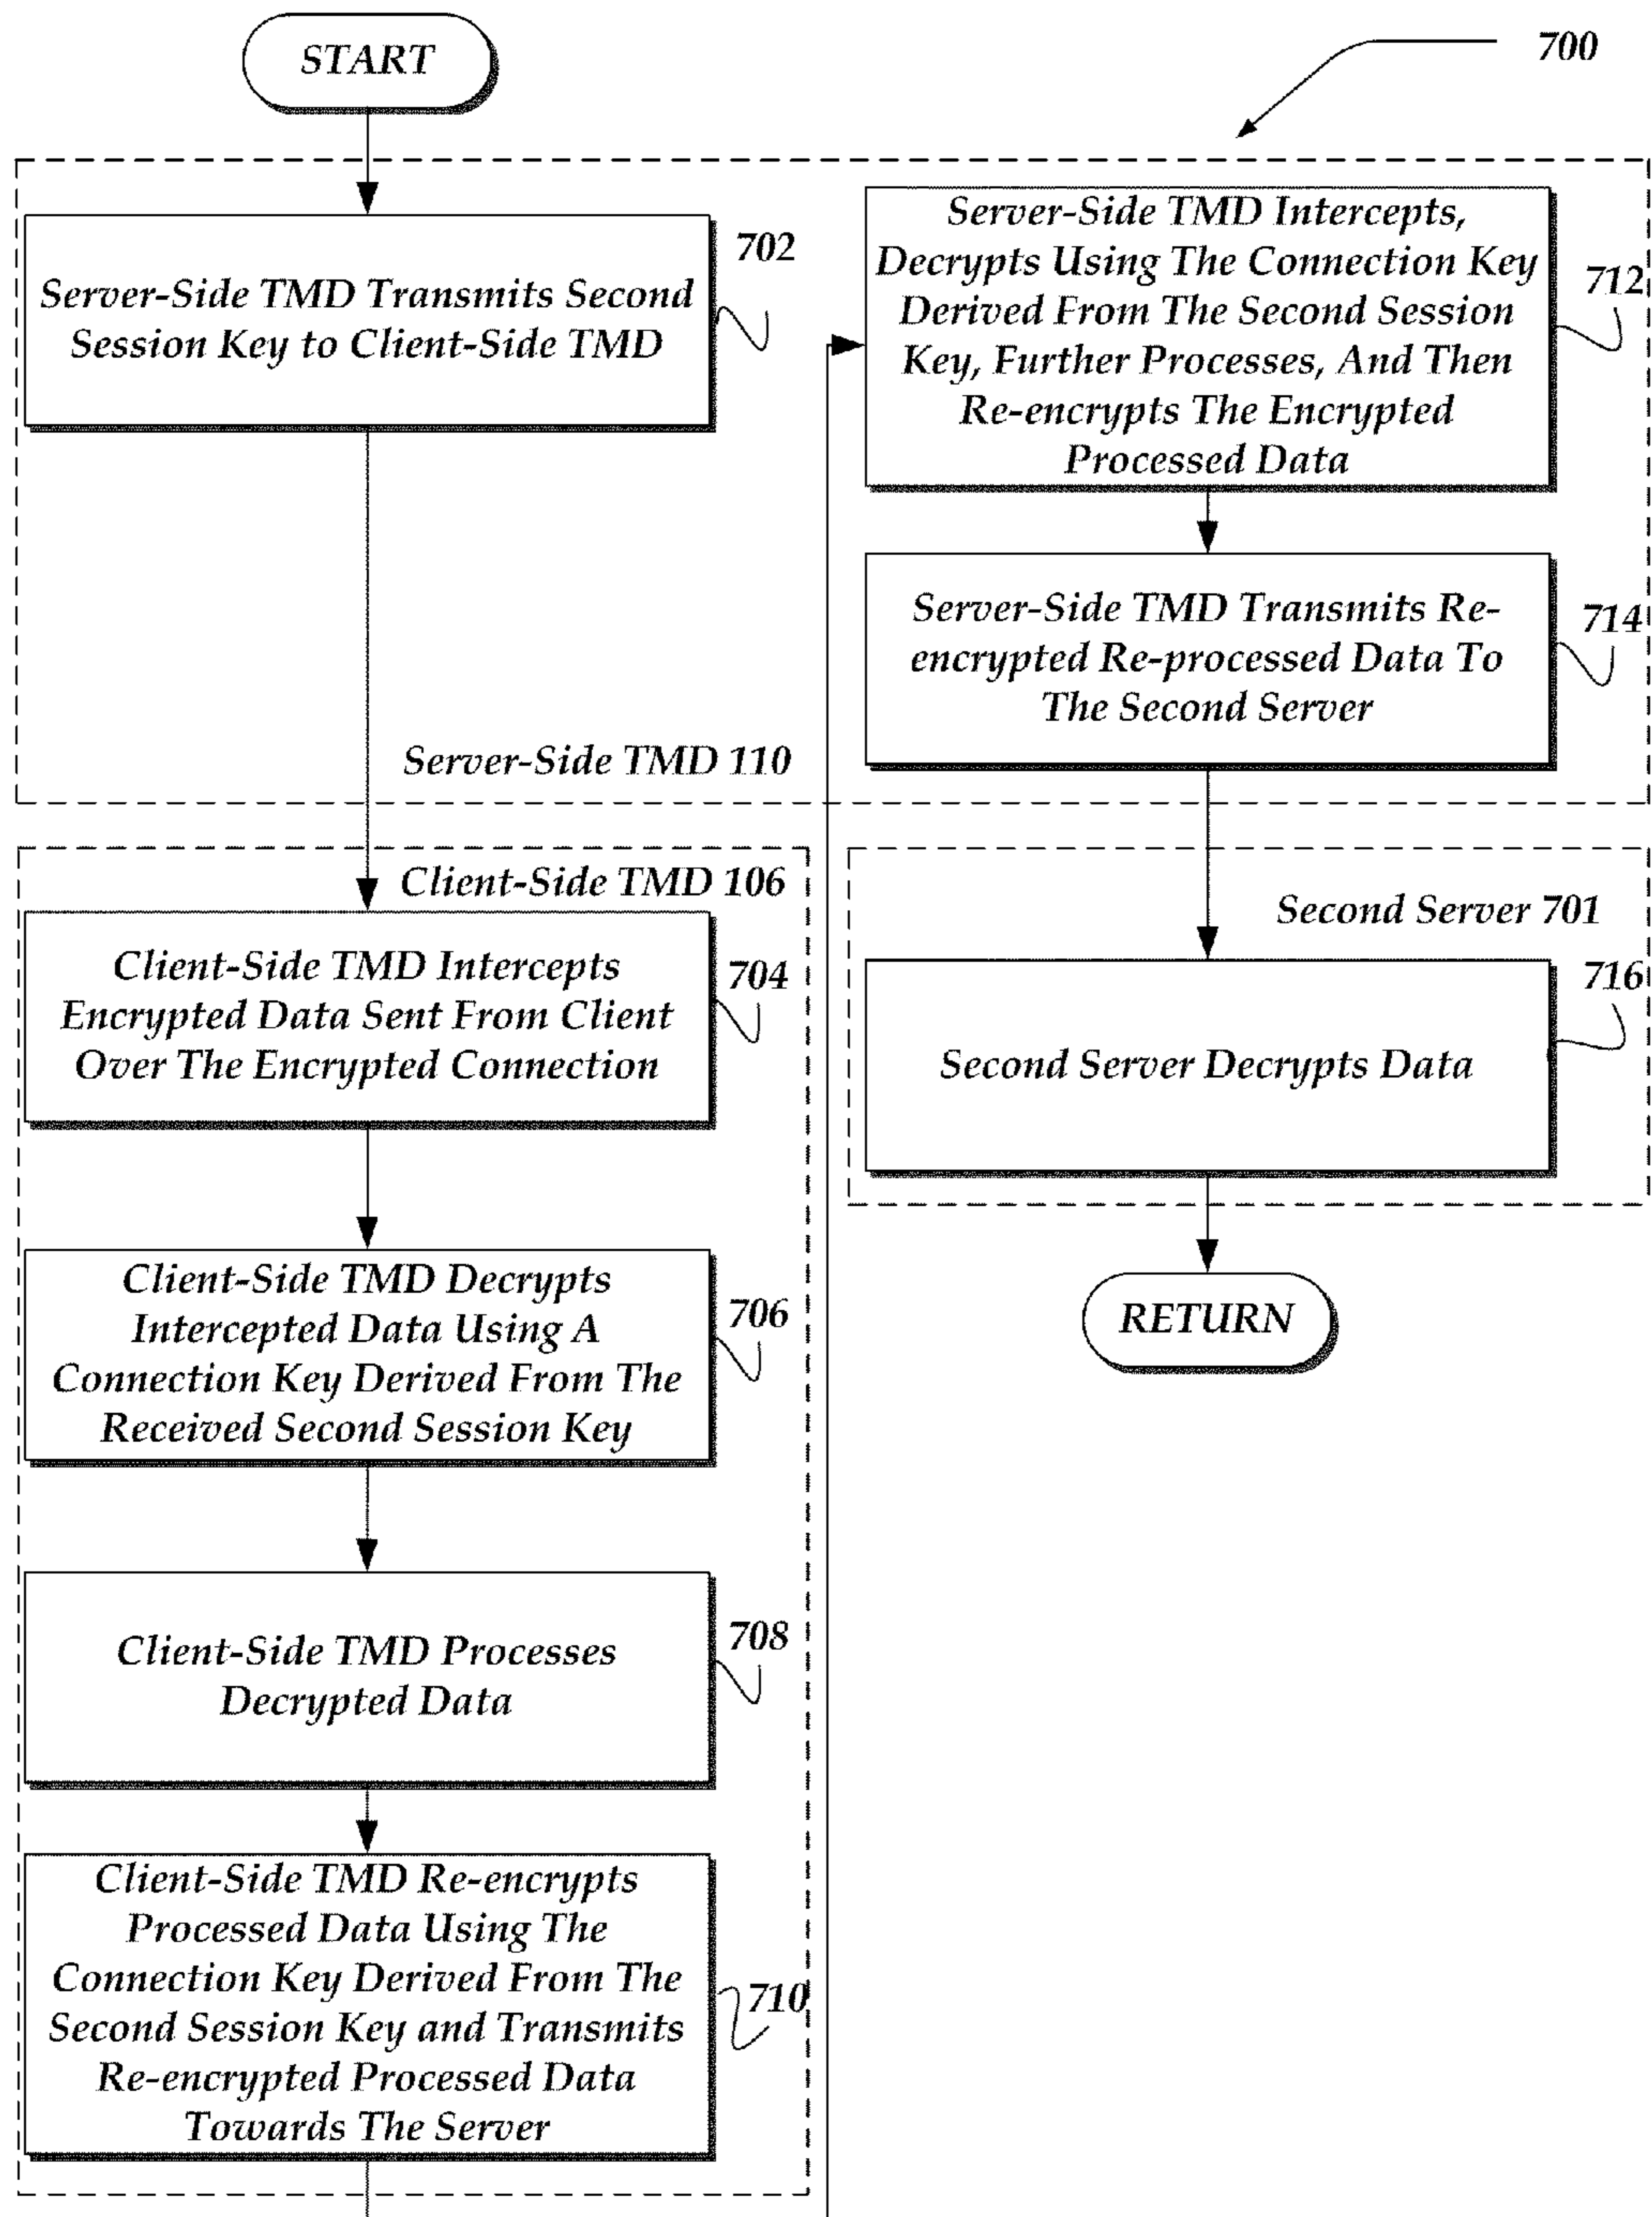 START
700
Server-Side TMD Transmits Second
Session Key to Client-Side TMD
702
Server-Side TMD 110
Client-Side TMD 106
Client-Side TMD Intercepts
Encrypted Data Sent From Client
Over The Encrypted Connection
704
Client-Side TMD Decrypts
Intercepted Data Using A
Connection Key Derived From The
Received Second Session Key
706
Client-Side TMD Processes
Decrypted Data
708
Client-Side TMD Re-encrypts
Processed Data Using The
Connection Key Derived From The
Second Session Key and Transmits
Re-encrypted Processed Data
Towards The Server
710
Server-Side TMD Intercepts,
Decrypts Using The Connection Key
Derived From The Second Session
Key, Further Processes, And Then
Re-encrypts The Encrypted
Processed Data
712
Server-Side TMD Transmits Re-
encrypted Re-processed Data To
The Second Server
714
Second Server 701
Second Server Decrypts Data
716
RETURN